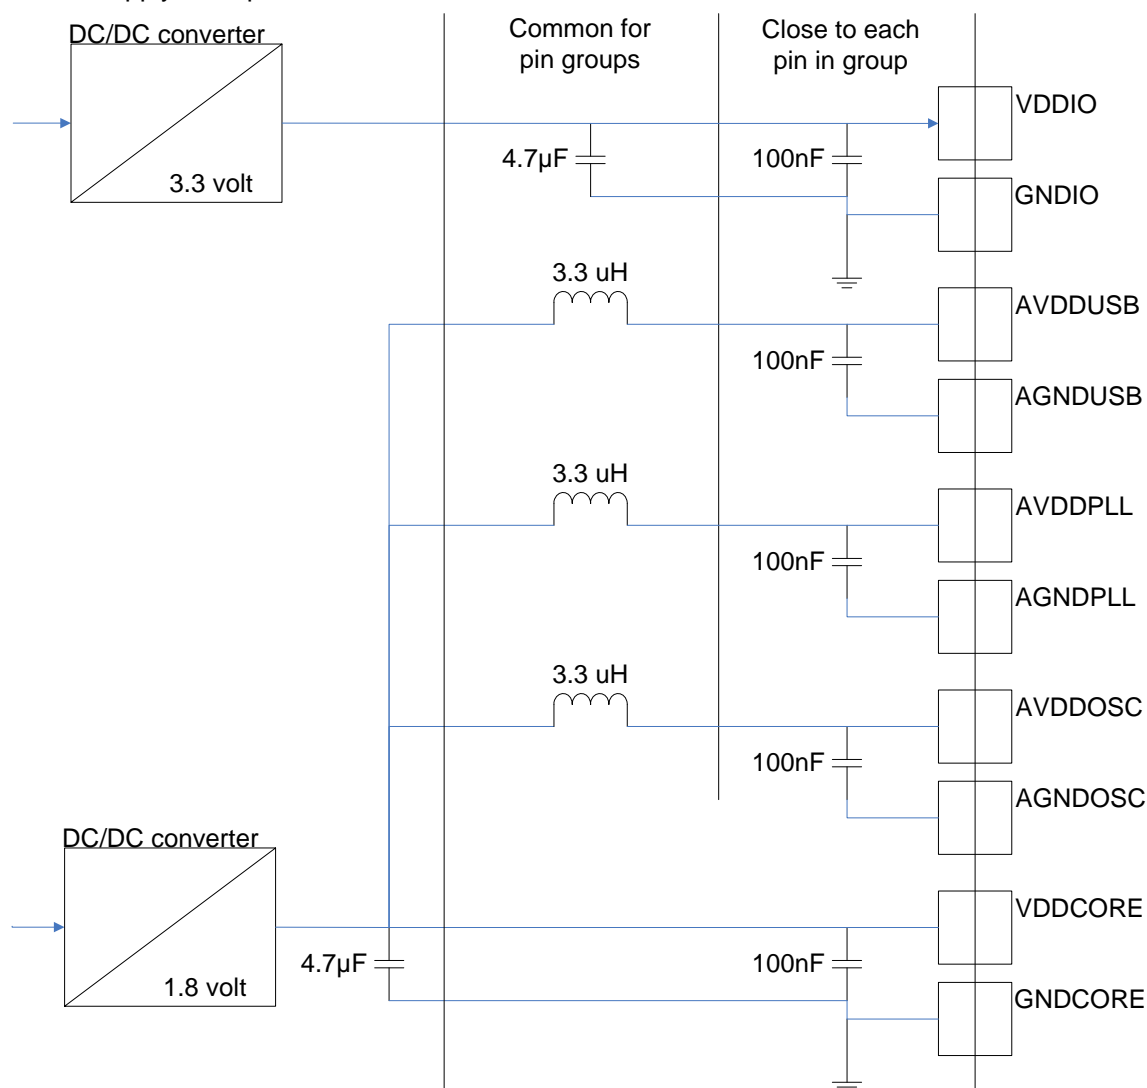 DC/DC converter
3.3 volt
Common for
pin groups
Close to each
pin in group
4.7µF
100nF
VDDIO
GNDIO
3.3 uH
100nF
AVDDUSB
AGNDUSB
3.3 uH
100nF
AVDDPLL
AGNDPLL
3.3 uH
100nF
AVDDOSC
AGNDOSC
DC/DC converter
1.8 volt
4.7µF
100nF
VDDCORE
GNDCORE